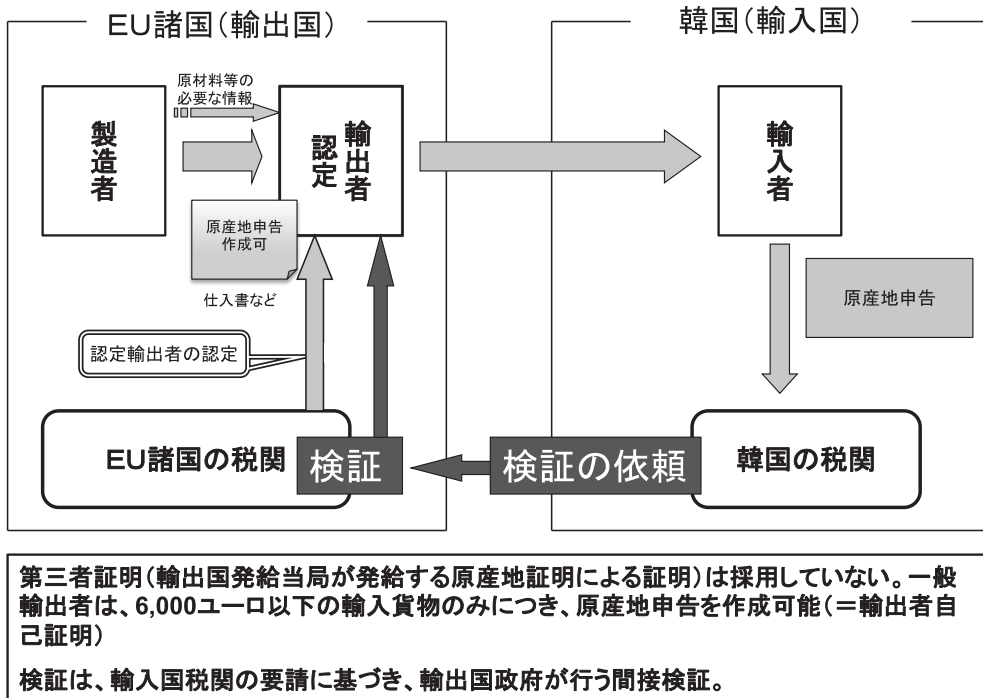 EU諸国(輸出国)
韓国(輸入国)
原材料等の
必要な情報
製造者
認定
輸出者
輸入者
原産地申告
作成可
仕入書など
原産地申告
認定輸出者の認定
EU諸国の税関
検証
検証の依頼
韓国の税関
第三者証明(輸出国発給当局が発給する原産地証明による証明)は採用していない。一般
輸出者は、6,000ユーロ以下の輸入貨物のみにつき、原産地申告を作成可能(=輸出者自
己証明)
検証は、輸入国税関の要請に基づき、輸出国政府が行う間接検証。